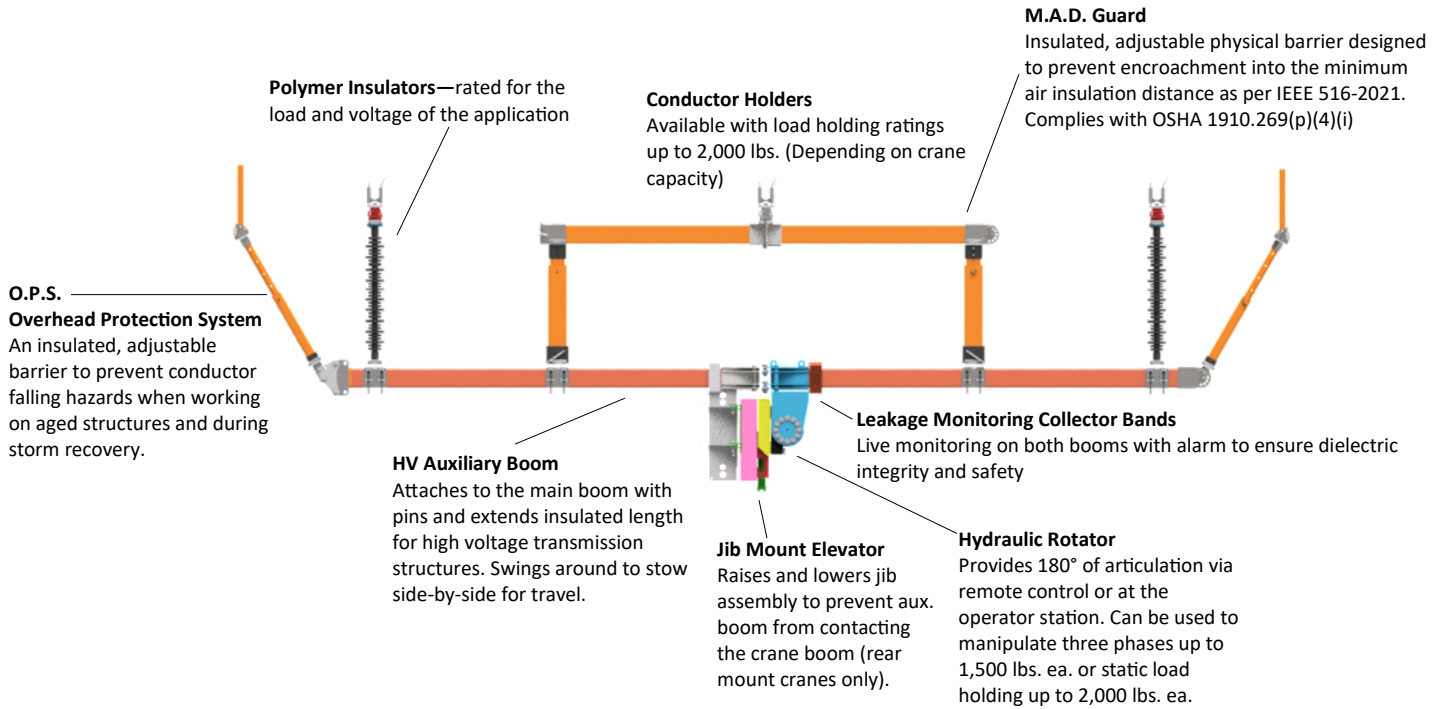 M.A.D. Guard
Insulated, adjustable physical barrier designed
to prevent encroachment into the minimum
air insulation distance as per IEEE 516-2021.
Complies with OSHA 1910.269(p)(4)(i)
Polymer Insulators—rated for the
load and voltage of the application
Conductor Holders
Available with load holding ratings
up to 2,000 lbs. (Depending on crane
capacity)
O.P.S.
Overhead Protection System
An insulated, adjustable
barrier to prevent conductor
falling hazards when working
on aged structures and during
storm recovery.
HV Auxiliary Boom
Attaches to the main boom with
pins and extends insulated length
for high voltage transmission
structures. Swings around to stow
side-by-side for travel.
Leakage Monitoring Collector Bands
Live monitoring on both booms with alarm to ensure dielectric
integrity and safety
Jib Mount Elevator
Raises and lowers jib
assembly to prevent aux.
boom from contacting
the crane boom (rear
mount cranes only).
Hydraulic Rotator
Provides 180° of articulation via
remote control or at the
operator station. Can be used to
manipulate three phases up to
1,500 lbs. ea. or static load
holding up to 2,000 lbs. ea.